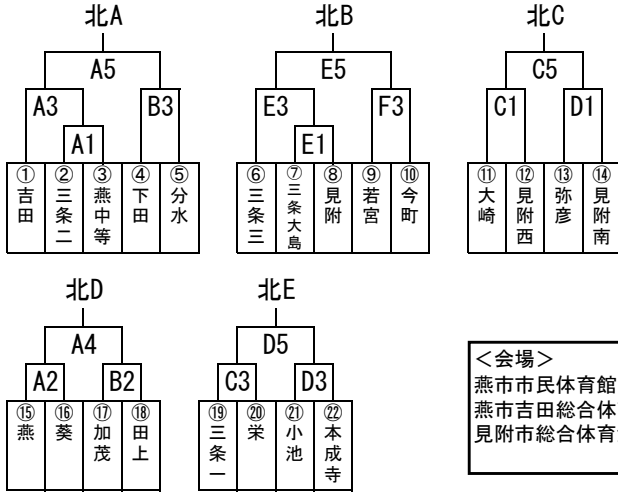 北A
北B
北C
A5
E5
C5
A3
B3
E3
F3
C1
D1
A1
E1
①吉田
②三条二
③燕中等
④下田
⑤分水
⑥三条三
⑦三条大島
⑧見附
⑨若宮
⑩今町
⑪大崎
⑫見附西
⑬弥彦
⑭見附南
北D
北E
A4
D5
A2
B2
C3
D3
⑮燕
⑯葵
⑰加茂
⑱田上
⑲三条一
⑳栄
㉑小池
㉒本成寺
＜会場＞
燕市市民体育館
燕市吉田総合体
見附市総合体育